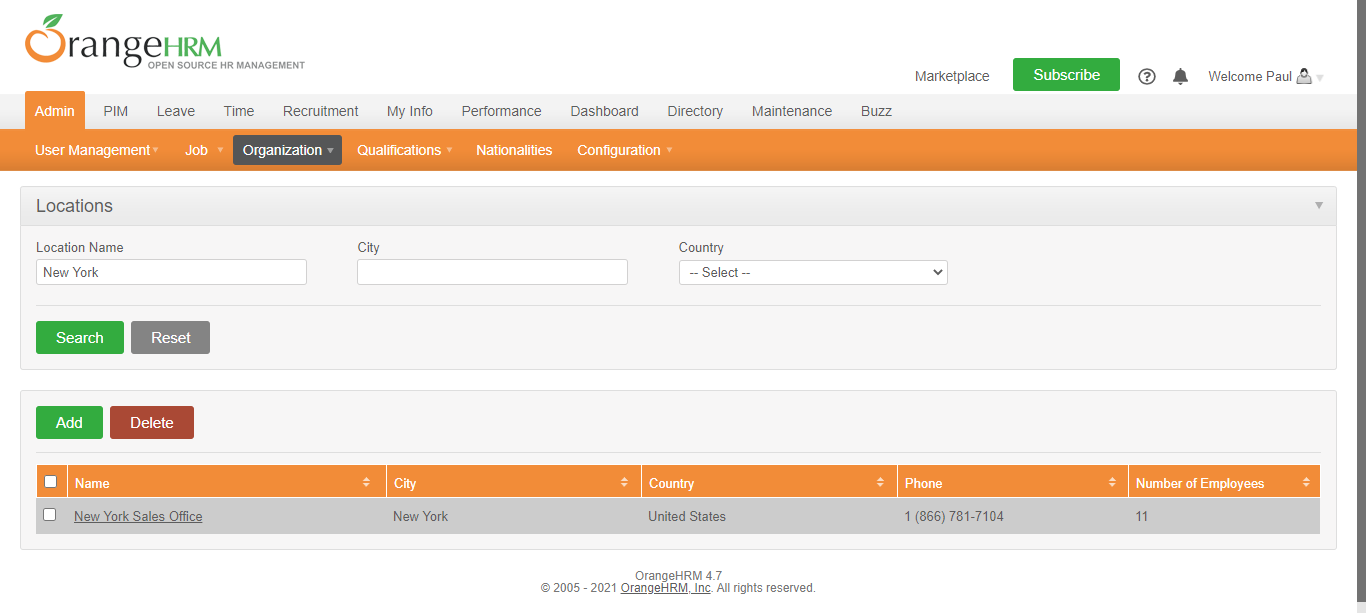 OrangeHRM
OPEN SOURCE HR MANAGEMENT
Marketplace Subscribe Welcome Paul
Admin PIM Leave Time Recruitment My Info Performance Dashboard Directory Maintenance Buzz
User Management Job Organization Qualifications Nationalities Configuration
Locations
Location Name City Country
New York -- Select --
Search Reset
Add Delete
Name City Country Phone Number of Employees
New York Sales Office New York United States 1 (866) 781-7104 11
OrangeHRM 4.7
© 2005 - 2021 OrangeHRM, Inc. All rights reserved.